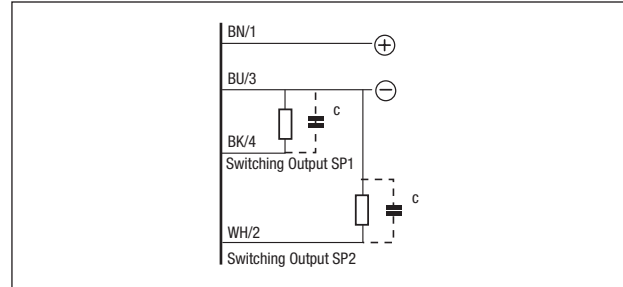 BN/1
BU/3
C
BK/4
Switching Output SP1
C
WH/2
Switching Output SP2